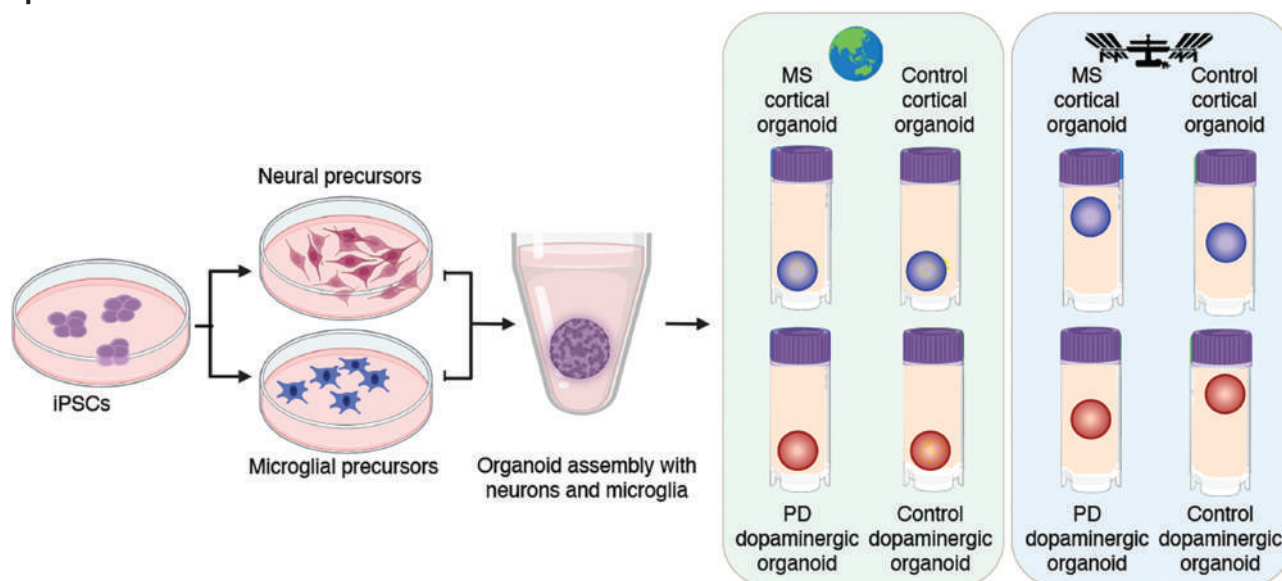 Neural precursors
iPSCs
Microglial precursors
Organoid assembly with
neurons and microglia
MS
cortical
organoid
Control
cortical
organoid
PD
dopaminergic
organoid
Control
dopaminergic
organoid
MS
cortical
organoid
Control
cortical
organoid
PD
dopaminergic
organoid
Control
dopaminergic
organoid